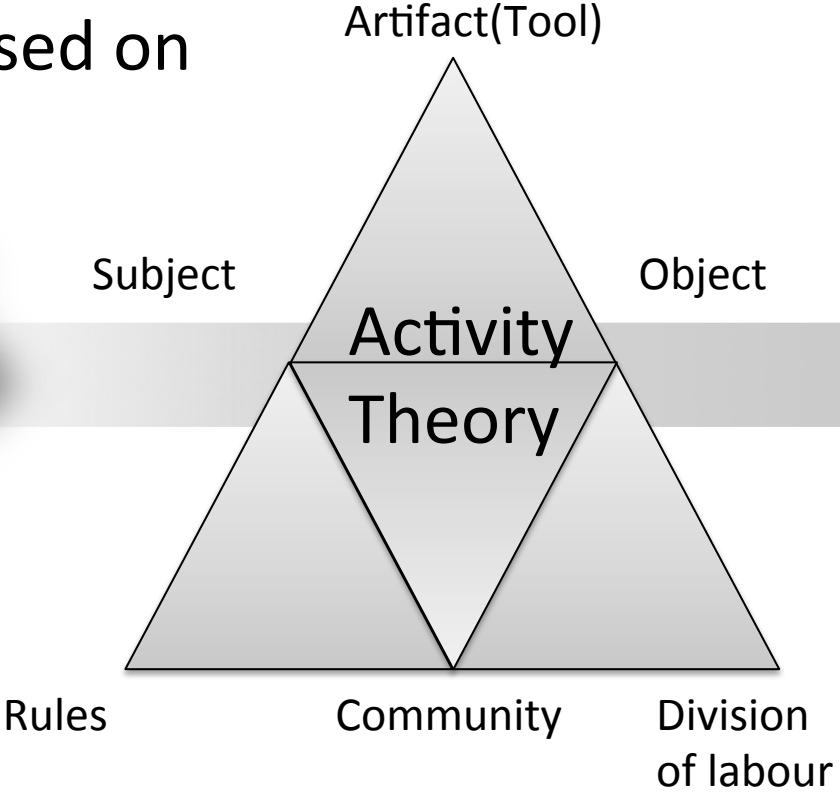 sed on
Artifact(Tool)
Subject
Object
Activity
Theory
Rules
Community
Division
of labour